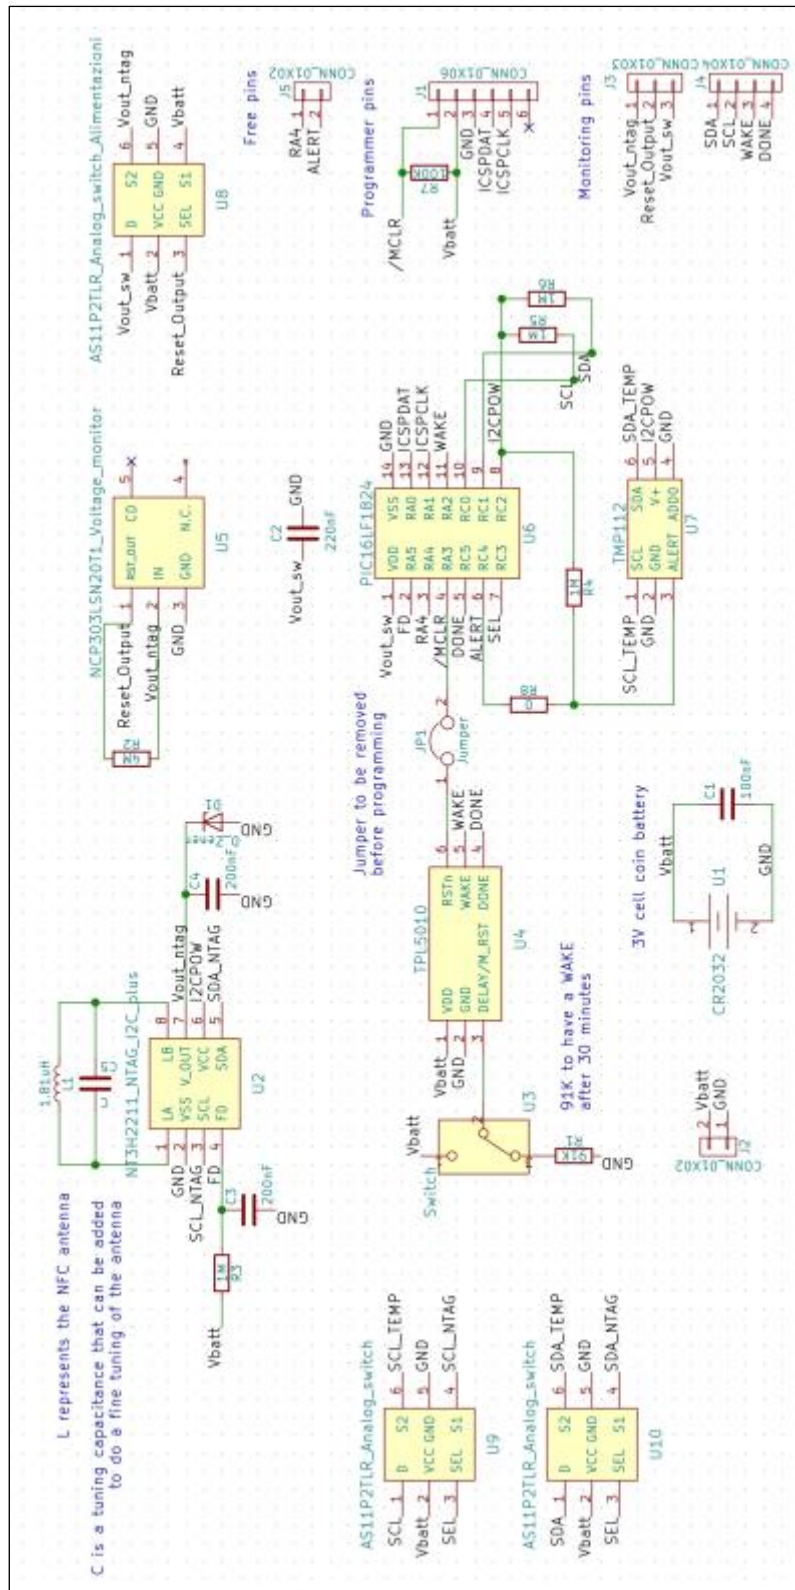 L represents the NFC antenna
C is a tuning capacitance that can be added
to do a fine tuning of the antenna
1.81uH
L1
C
NT3H2211_NTAG_I2C_plus
1 LA
GND 2 VSS
SCL_NTAG 3 SCL
FD 4 FD
LB 8
V_OUT 7 Vout_ntag
VCC 6 I2CPOW
SDA 5 SDA_NTAG
U2
Vbatt
1M
R3
C3
200nF
GND
C4
200nF
GND
D1
GND
NCP303LSN20T1_Voltage_monitor
Reset_Output 1 RST_OUT
Vout_ntag 2 IN
GND 3 GND
CD 5
N.C. 4
U5
AS11P2TLR_Analog_switch_Alimentazioni
Vout_sw 1 D
Vbatt 2 VCC
Reset_Output 3 SEL
S2 6 Vout_ntag
GND 5 GND
S1 4 Vbatt
U8
AS11P2TLR_Analog_switch
SCL 1 D
Vbatt 2 VCC
SEL 3 SEL
S2 6 SCL_TEMP
GND 5 GND
S1 4 SCL_NTAG
U9
AS11P2TLR_Analog_switch
SDA 1 D
Vbatt 2 VCC
SEL 3 SEL
S2 6 SDA_TEMP
GND 5 GND
S1 4 SDA_NTAG
U10
Switch
Vbatt
2
U3
R1
91K
GND
91K to have a WAKE
after 30 minutes
TPL5010
Vbatt 1 VDD
GND 2 GND
3 DELAY/M_RST
RSTn 6
WAKE 5 WAKE
DONE 4 DONE
U4
Jumper to be removed
before programming
1 JP1 2
Jumper
Vout_sw
C2
GND
220nF
PIC16LF1824
Vout_sw 1 VDD
FD 2 RA5
RA4 3 RA4
/MCLR 4 RA3
DONE 5 RC5
ALERT 6 RC4
SEL 7 RC3
VSS 14 GND
RA0 13 ICSPDAT
RA1 12 ICSPCLK
RA2 11 WAKE
RC0 10
RC1 9
RC2 8 I2CPOW
U6
R5
1M
R6
1M
SCL
SDA
1M
R4
0
R8
TMP112
SCL_TEMP 1 SCL
GND 2 GND
3 ALERT
SDA 6 SDA_TEMP
V+ 5 I2CPOW
ADD0 4 GND
U7
Free pins
J5
RA4 1
ALERT 2
CONN_01X02
Programmer pins
J1
/MCLR
R7
100K
Vbatt
1
2
GND 3
ICSPDAT 4
ICSPCLK 5
6
CONN_01X06
Monitoring pins
J3
Vout_ntag 1
Reset_Output 2
Vout_sw 3
CONN_01X03
J4
SDA 1
SCL 2
WAKE 3
DONE 4
CONN_01X04
J2
Vbatt 2
GND 1
CONN_01X02
3V cell coin battery
Vbatt
CR2032
1
2
U1
C1
100nF
GND